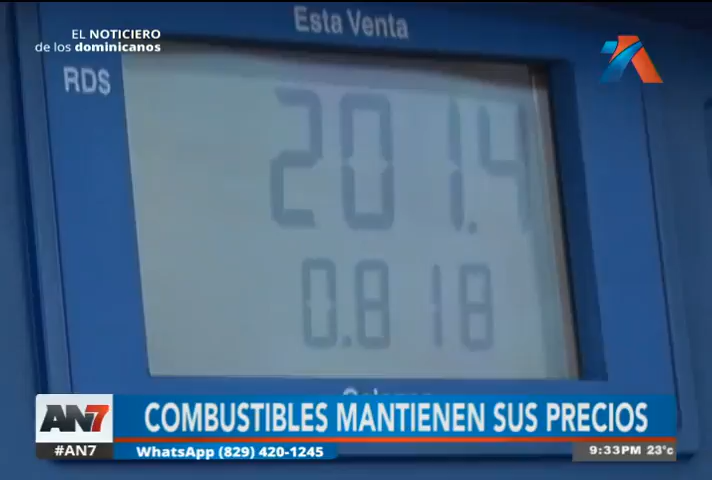 EL NOTICIERO
de los dominicanos
Esta Venta
RD$
201.4
0.818
AN7
COMBUSTIBLES MANTIENEN SUS PRECIOS
#AN7
WhatsApp (829) 420-1245
9:33PM 23°c